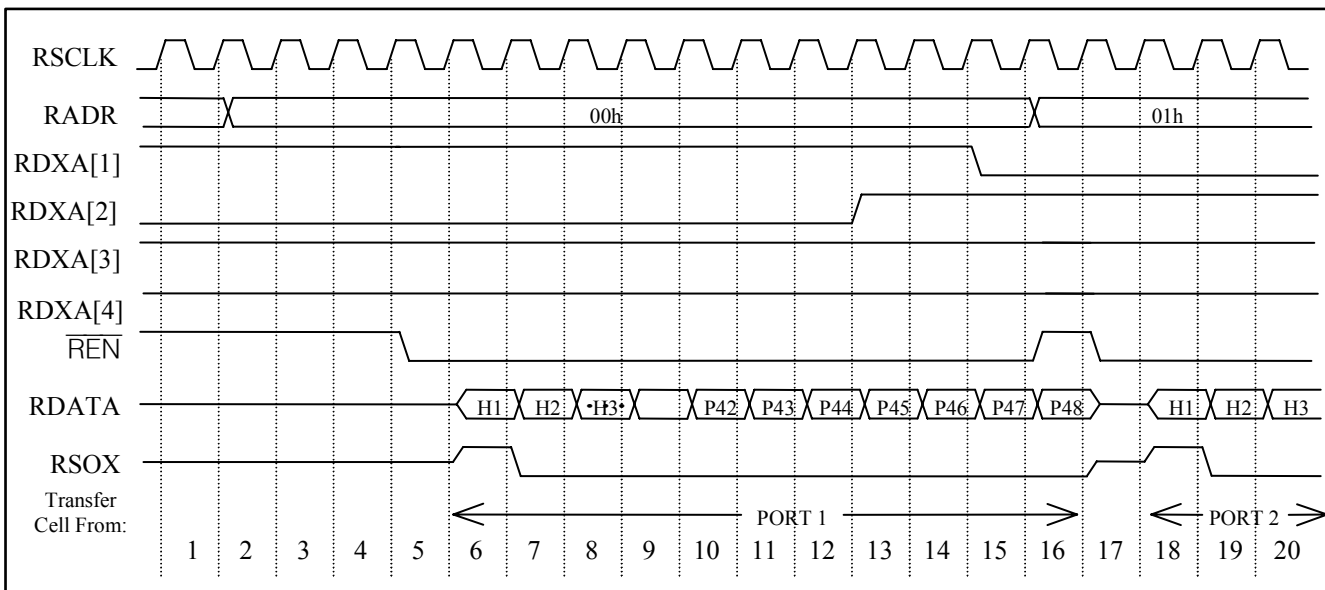 RSCLK
RADR 00h 01h
RDXA[1]
RDXA[2]
RDXA[3]
RDXA[4]
REN
RDATA H1 H2 H3 P42 P43 P44 P45 P46 P47 P48 H1 H2 H3
RSOX
Transfer
Cell From: PORT 1 PORT 2
1 2 3 4 5 6 7 8 9 10 11 12 13 14 15 16 17 18 19 20